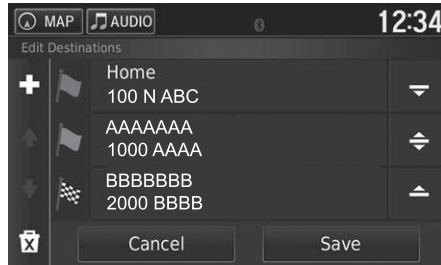 MAP AUDIO 12:34
Edit Destinations
Home
100 N ABC
AAAAAAA
1000 AAAA
BBBBBBB
2000 BBBB
Cancel Save